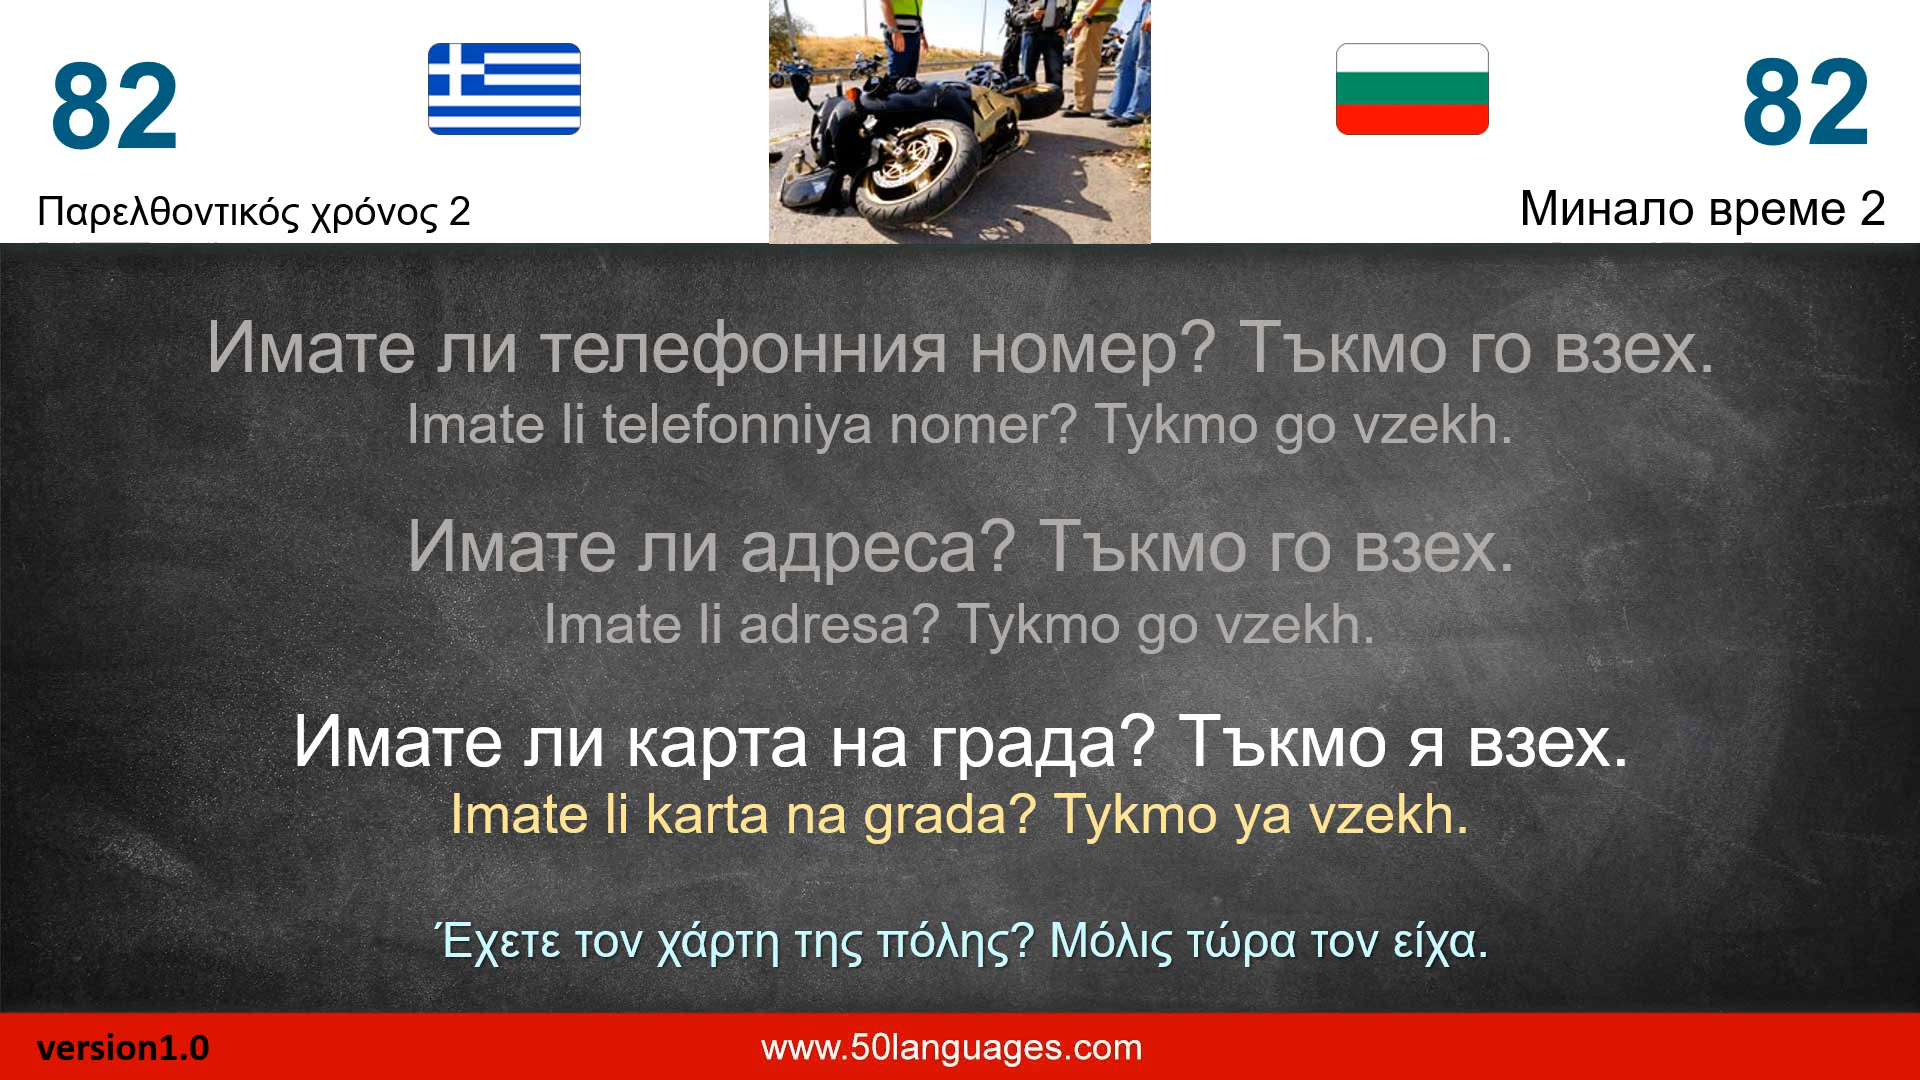 82
82
Παρελθοντικός χρόνος 2
Минало време 2
Имате ли телефонния номер? Тъкмо го взех.
Imate li telefonniya nomer? Tykmo go vzekh.
Имате ли адреса? Тъкмо го взех.
Imate li adresa? Tykmo go vzekh.
Имате ли карта на града? Тъкмо я взех.
Imate li karta na grada? Tykmo ya vzekh.
Έχετε τον χάρτη της πόλης? Μόλις τώρα τον είχα.
version1.0
www.50languages.com